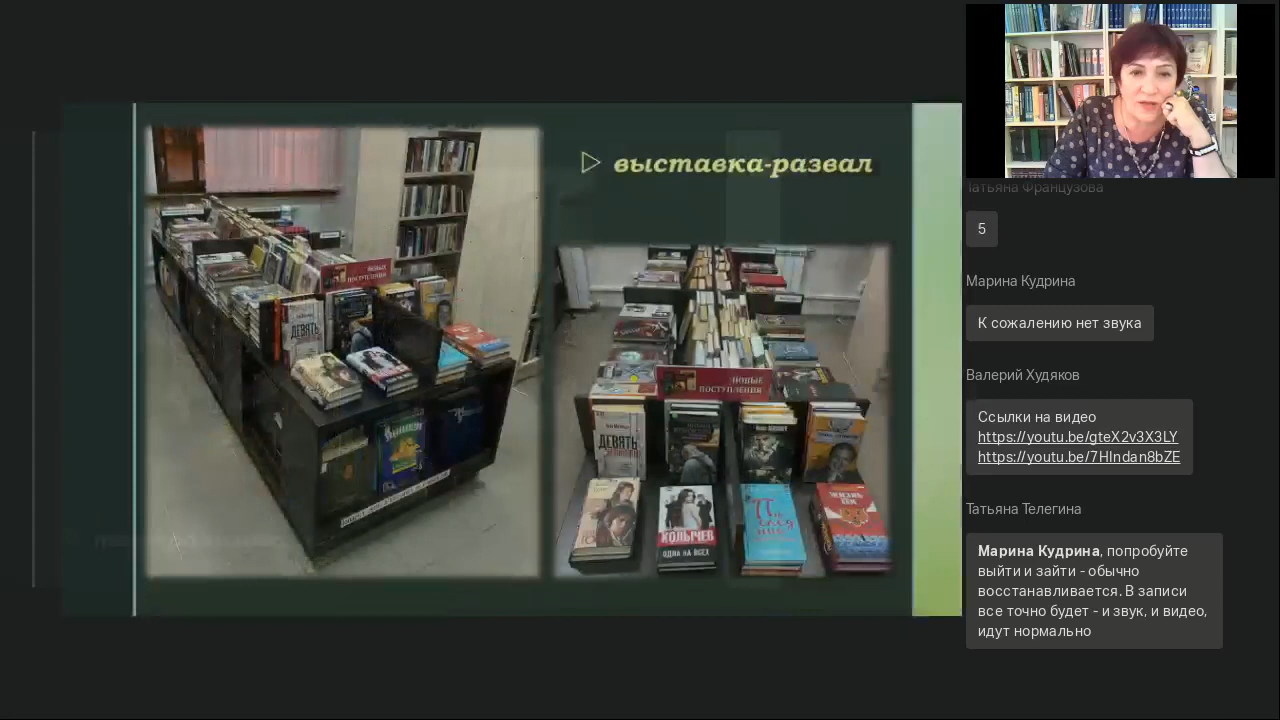 выставка-развал
НОВЫЕ
ПОСТУПЛЕНИЯ
ДЕВЯТЬ
НОВЫЕ
ПОСТУПЛЕНИЯ
ДЕВЯТЬ
КОЛЫЧЕВ
ОДНА НА ВСЕХ
Татьяна Французова
5
Марина Кудрина
К сожалению нет звука
Валерий Худяков
Ссылки на видео
https://youtu.be/gteX2v3X3LY
https://youtu.be/7HIndan8bZE
Татьяна Телегина
Марина Кудрина, попробуйте
выйти и зайти - обычно
восстанавливается. В записи
все точно будет - и звук, и видео,
идут нормально